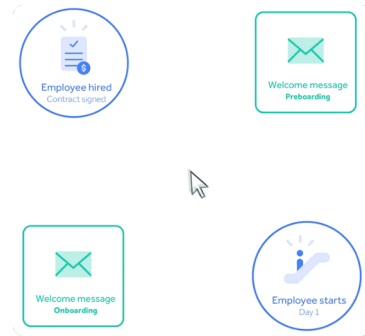 Employee hired
Contract signed
Welcome message
Preboarding
Welcome message
Onboarding
Employee starts
Day 1